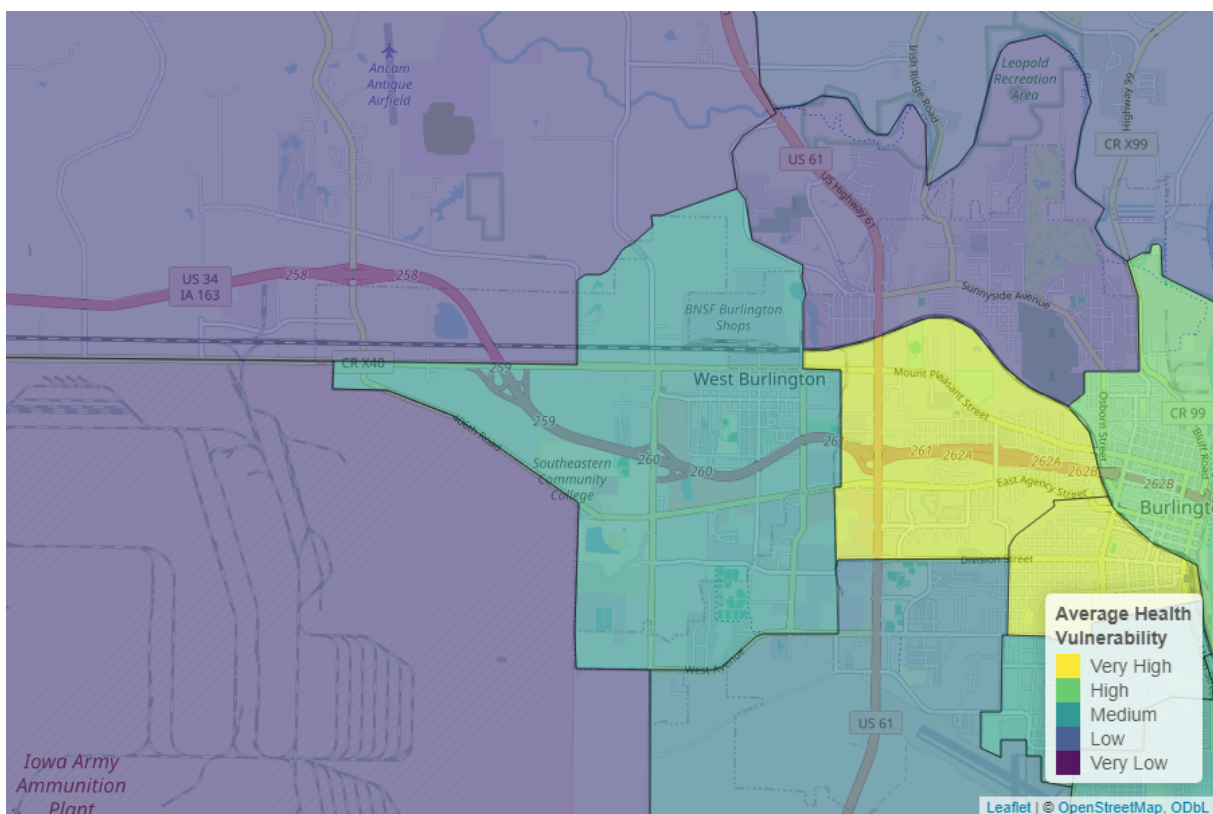 Ancam
Antique
Airfield
Irish Ridge Road
Leopold
Recreation
Area
Highway 99
CR X99
US 61
US Highway 61
US 34
IA 163
258
258
Sunnyside Avenue
BNSF Burlington
Shops
CR X40
259
West Burlington
Mount Pleasant Street
Osborn Street
CR 99
Bluff Road
406th Road
259
260
260
261
261
262A
262A
262B
262B
Southeastern
Community
College
East Agency Street
Burlingt
Division Street
West Avenue
US 61
Iowa Army
Ammunition
Plant
Average Health
Vulnerability
Very High
High
Medium
Low
Very Low
Leaflet | © OpenStreetMap, ODbL